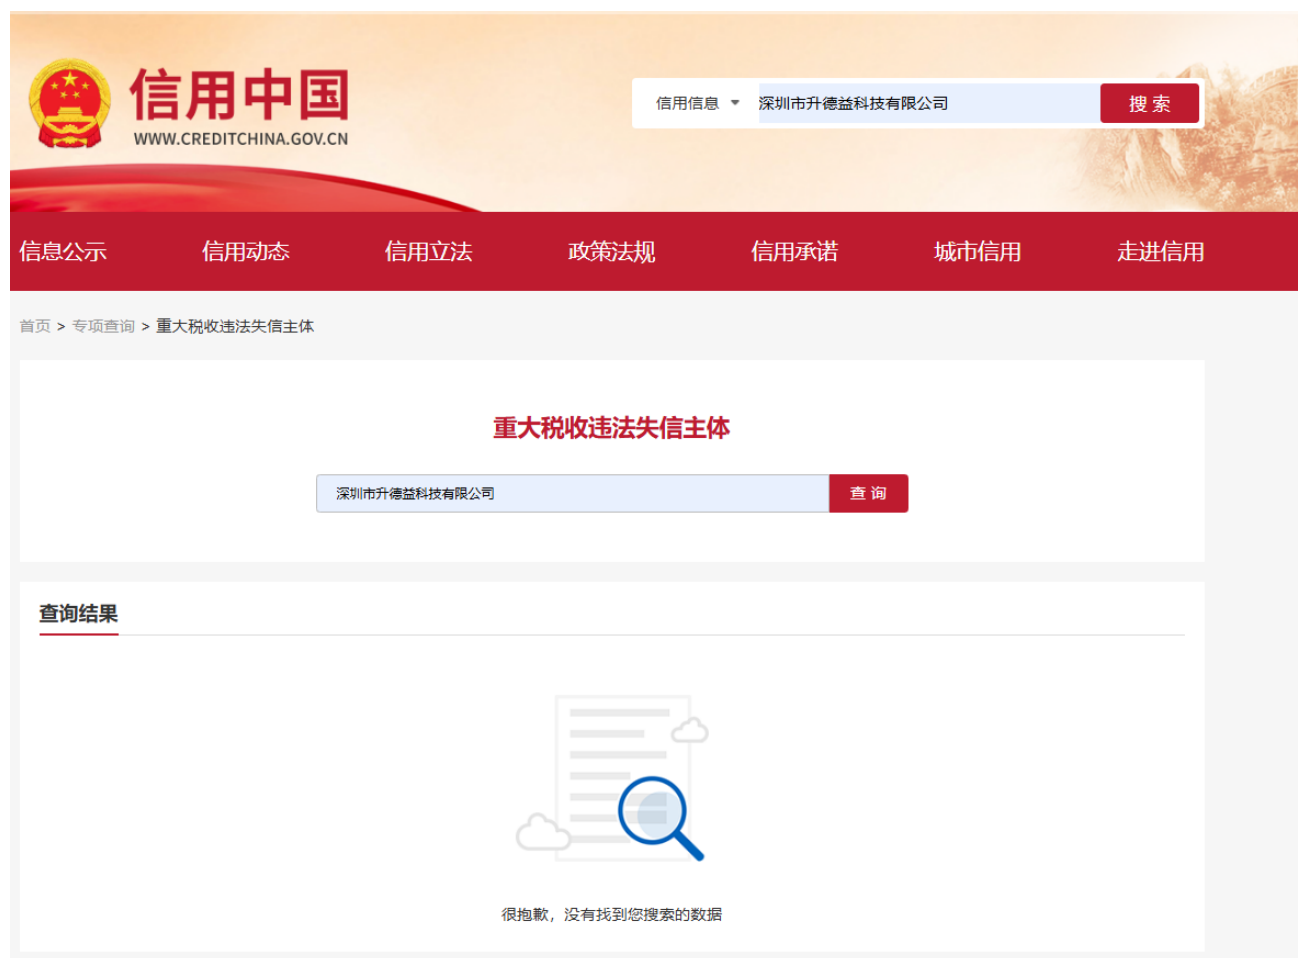 信用中国
WWW.CREDITCHINA.GOV.CN
信用信息 深圳市升德益科技有限公司 搜索
信息公示 信用动态 信用立法 政策法规 信用承诺 城市信用 走进信用
首页 > 专项查询 > 重大税收违法失信主体
重大税收违法失信主体
深圳市升德益科技有限公司 查询
查询结果
很抱歉，没有找到您搜索的数据